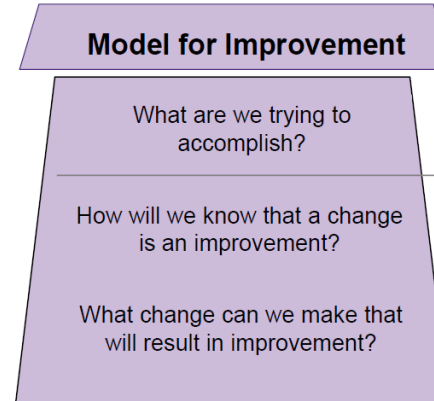 Model for Improvement
What are we trying to
accomplish?
How will we know that a change
is an improvement?
What change can we make that
will result in improvement?